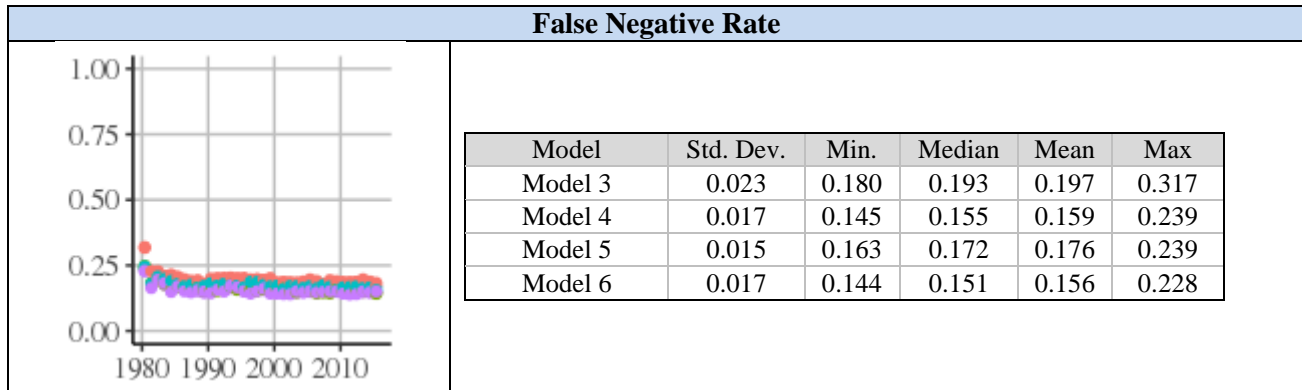 False Negative Rate
1.00
0.75
0.50
0.25
0.00
1980 1990 2000 2010
Model Std. Dev. Min. Median Mean Max
Model 3 0.023 0.180 0.193 0.197 0.317
Model 4 0.017 0.145 0.155 0.159 0.239
Model 5 0.015 0.163 0.172 0.176 0.239
Model 6 0.017 0.144 0.151 0.156 0.228